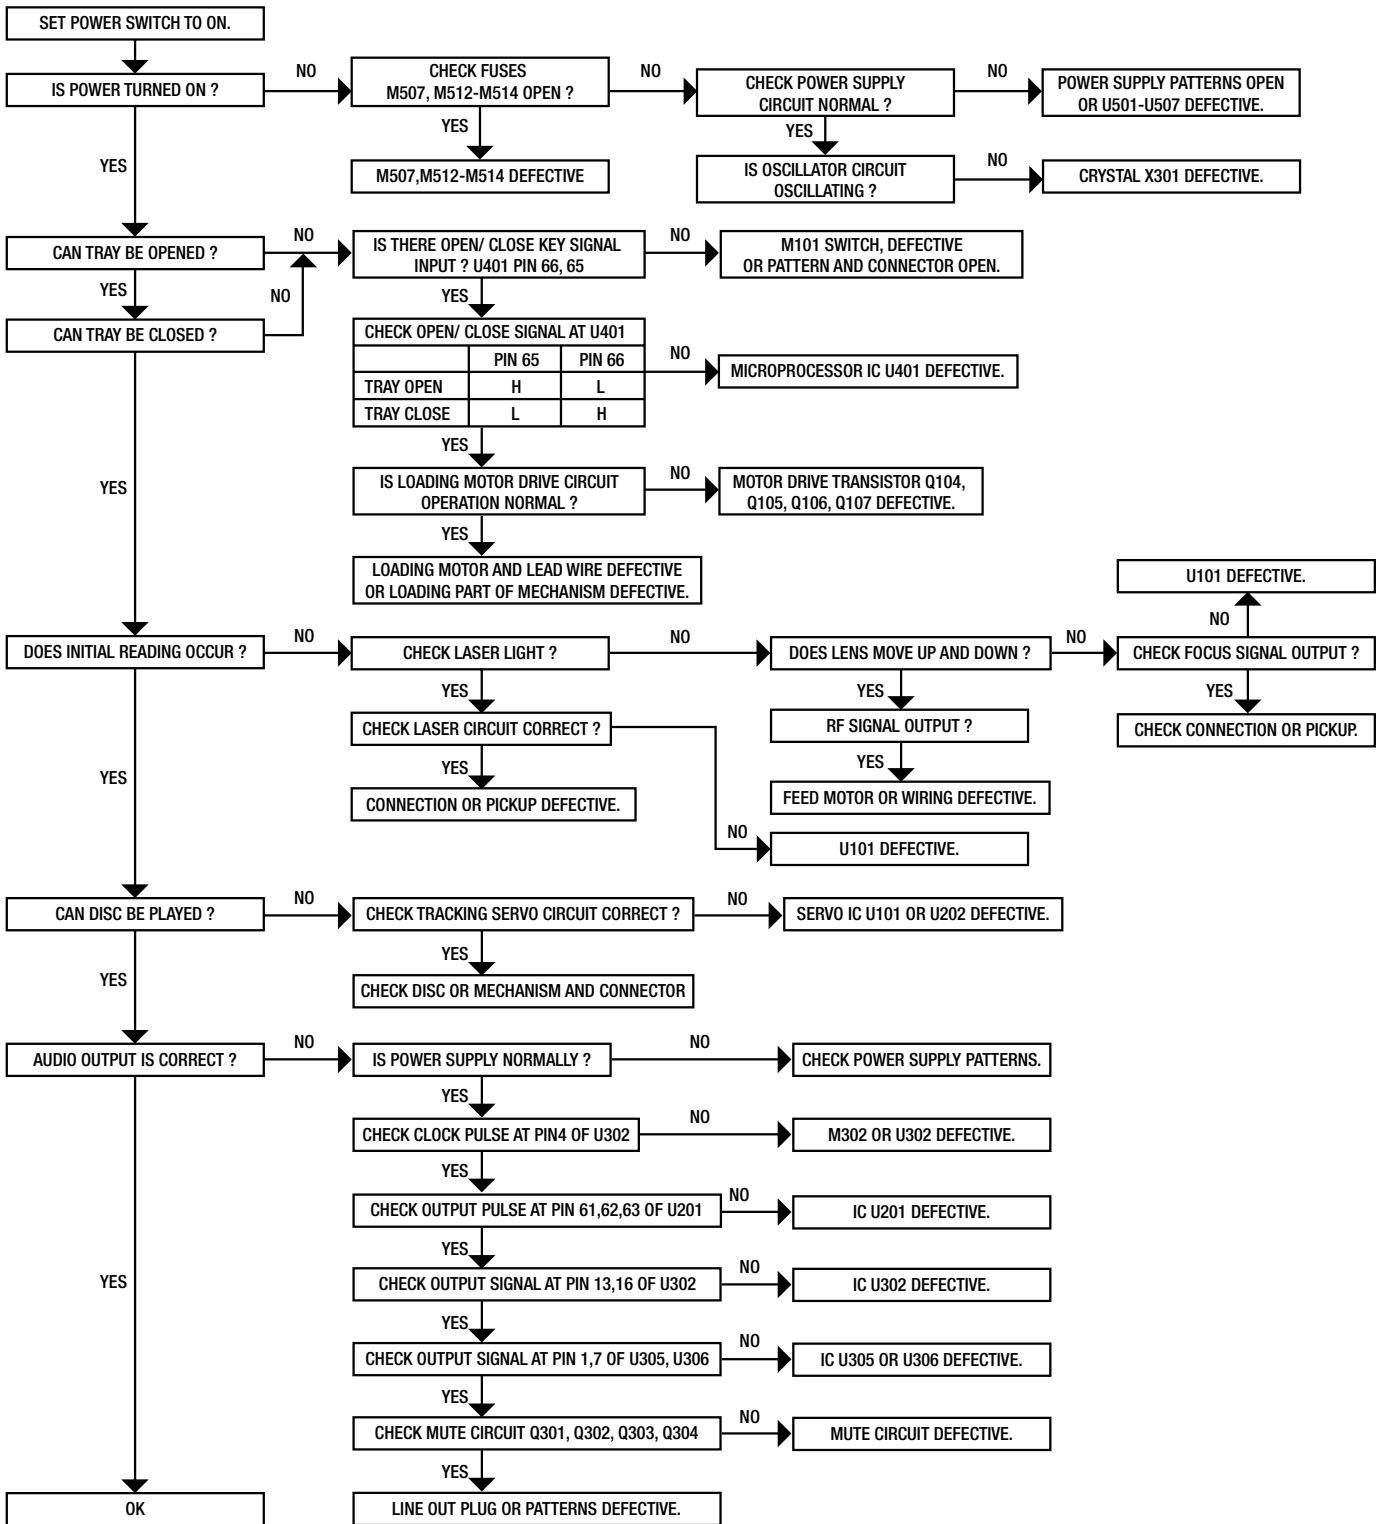 SET POWER SWITCH TO ON.
IS POWER TURNED ON ?
NO
CHECK FUSES
M507, M512-M514 OPEN ?
NO
CHECK POWER SUPPLY
CIRCUIT NORMAL ?
NO
POWER SUPPLY PATTERNS OPEN
OR U501-U507 DEFECTIVE.
YES
YES
YES
M507,M512-M514 DEFECTIVE
IS OSCILLATOR CIRCUIT
OSCILLATING ?
NO
CRYSTAL X301 DEFECTIVE.
CAN TRAY BE OPENED ?
NO
IS THERE OPEN/ CLOSE KEY SIGNAL
INPUT ? U401 PIN 66, 65
NO
M101 SWITCH, DEFECTIVE
OR PATTERN AND CONNECTOR OPEN.
YES
NO
YES
CAN TRAY BE CLOSED ?
CHECK OPEN/ CLOSE SIGNAL AT U401
PIN 65 PIN 66
TRAY OPEN H L
TRAY CLOSE L H
NO
MICROPROCESSOR IC U401 DEFECTIVE.
YES
YES
IS LOADING MOTOR DRIVE CIRCUIT
OPERATION NORMAL ?
NO
MOTOR DRIVE TRANSISTOR Q104,
Q105, Q106, Q107 DEFECTIVE.
YES
LOADING MOTOR AND LEAD WIRE DEFECTIVE
OR LOADING PART OF MECHANISM DEFECTIVE.
U101 DEFECTIVE.
NO
DOES INITIAL READING OCCUR ?
NO
CHECK LASER LIGHT ?
NO
DOES LENS MOVE UP AND DOWN ?
NO
CHECK FOCUS SIGNAL OUTPUT ?
YES
YES
YES
CHECK LASER CIRCUIT CORRECT ?
RF SIGNAL OUTPUT ?
CHECK CONNECTION OR PICKUP.
YES
YES
YES
CONNECTION OR PICKUP DEFECTIVE.
FEED MOTOR OR WIRING DEFECTIVE.
NO
U101 DEFECTIVE.
CAN DISC BE PLAYED ?
NO
CHECK TRACKING SERVO CIRCUIT CORRECT ?
NO
SERVO IC U101 OR U202 DEFECTIVE.
YES
YES
CHECK DISC OR MECHANISM AND CONNECTOR
AUDIO OUTPUT IS CORRECT ?
NO
IS POWER SUPPLY NORMALLY ?
NO
CHECK POWER SUPPLY PATTERNS.
YES
CHECK CLOCK PULSE AT PIN4 OF U302
NO
M302 OR U302 DEFECTIVE.
YES
CHECK OUTPUT PULSE AT PIN 61,62,63 OF U201
NO
IC U201 DEFECTIVE.
YES
YES
CHECK OUTPUT SIGNAL AT PIN 13,16 OF U302
NO
IC U302 DEFECTIVE.
YES
CHECK OUTPUT SIGNAL AT PIN 1,7 OF U305, U306
NO
IC U305 OR U306 DEFECTIVE.
YES
CHECK MUTE CIRCUIT Q301, Q302, Q303, Q304
NO
MUTE CIRCUIT DEFECTIVE.
YES
OK
LINE OUT PLUG OR PATTERNS DEFECTIVE.